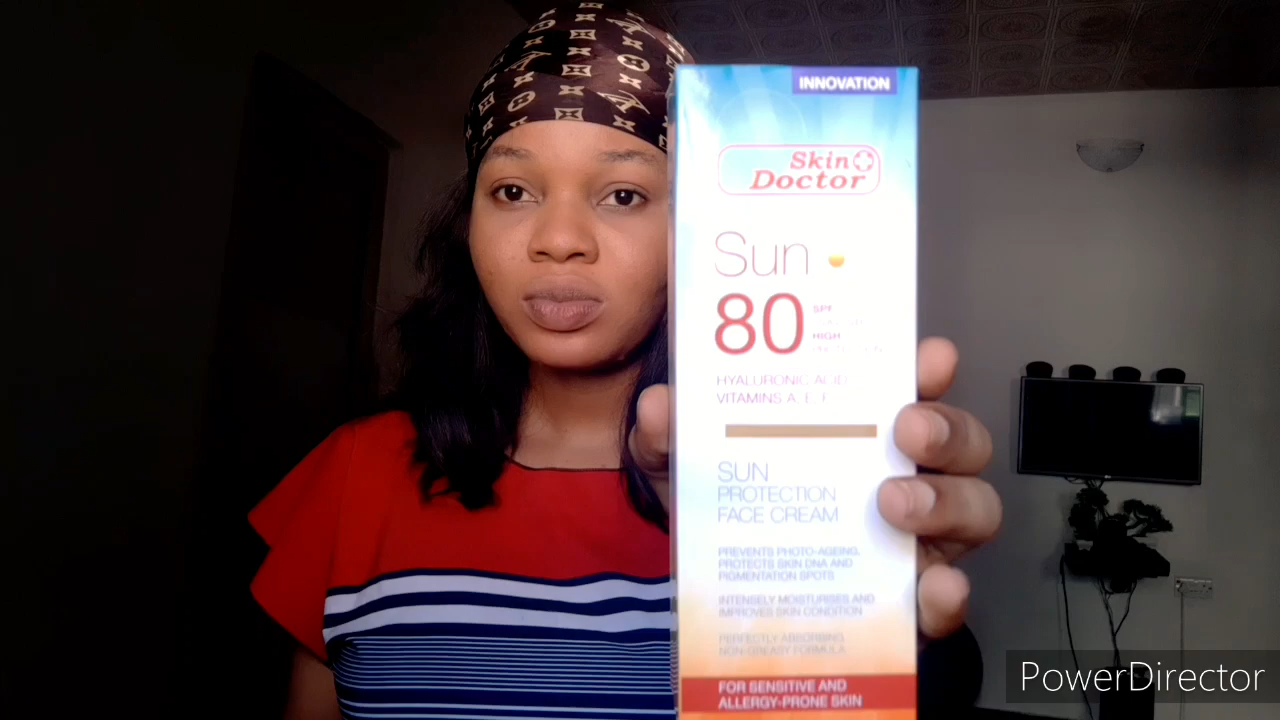 INNOVATION
Skin
Doctor
Sun
80
SPF
HIGH
HYALURONIC ACID
VITAMINS A, E, F
SUN
PROTECTION
FACE CREAM
PREVENTS PHOTO-AGEING,
PROTECTS SKIN DNA AND
PIGMENTATION SPOTS
INTENSELY MOISTURISES AND
IMPROVES SKIN CONDITION
PERFECTLY ABSORBING,
NON-GREASY FORMULA
FOR SENSITIVE AND
ALLERGY-PRONE SKIN
PowerDirector